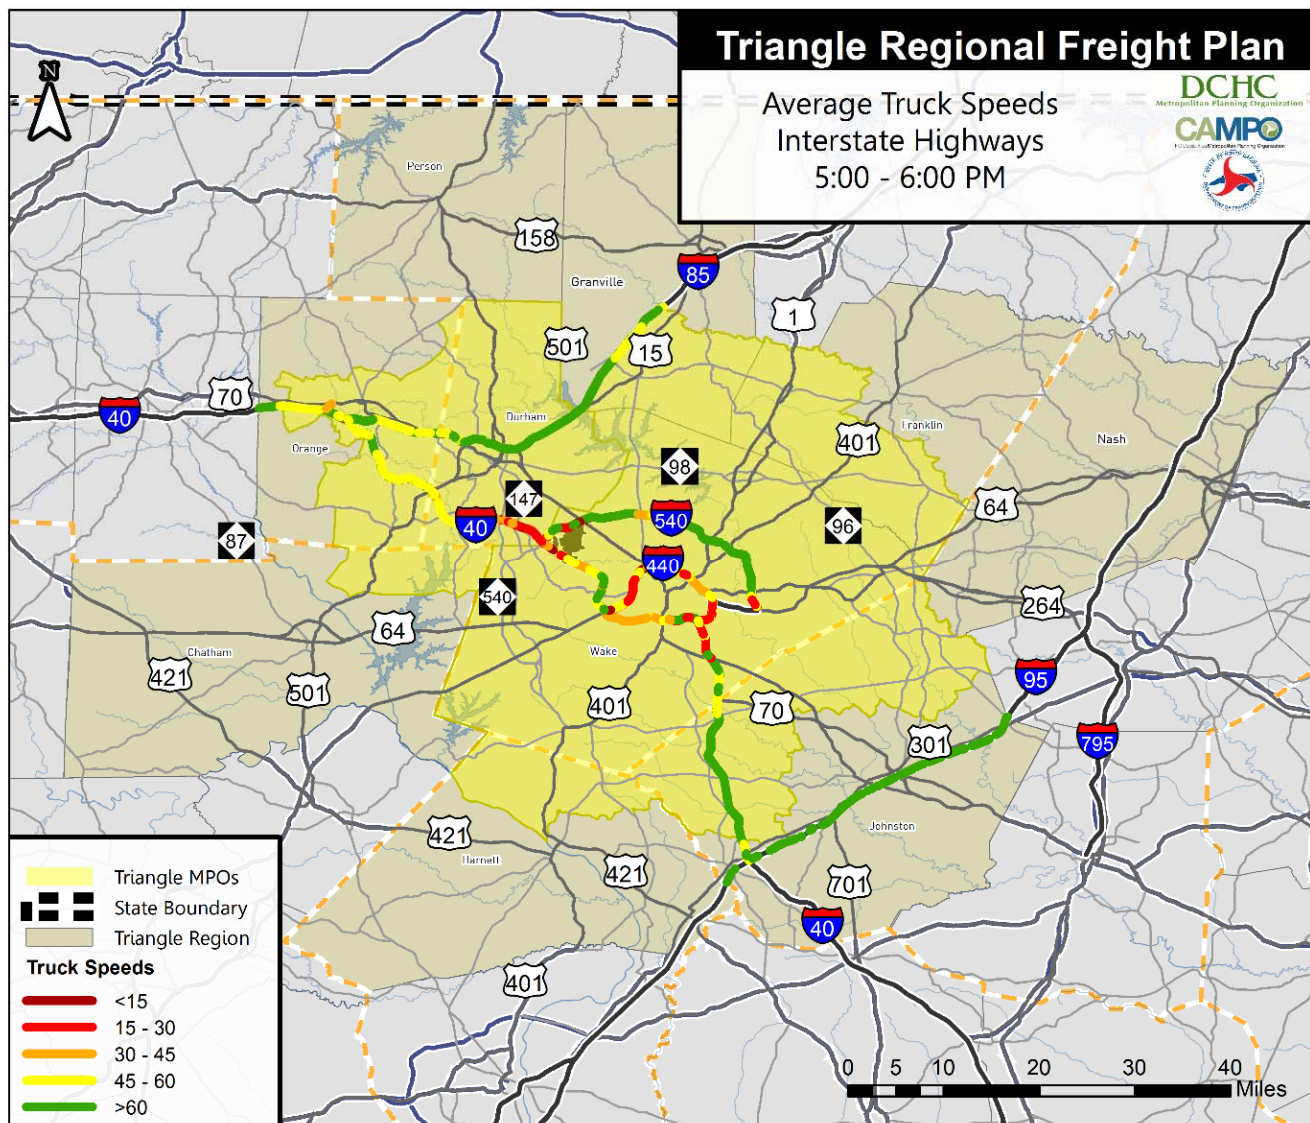 Triangle Regional Freight Plan
Average Truck Speeds
Interstate Highways
5:00 - 6:00 PM
DCHC
Metropolitan Planning Organization
CAMPO
N
Person
158
Granville
85
1
501
15
70
40
Durham
Orange
401
Franklin
Nash
98
147
64
40
540
96
87
440
540
264
64
Chatham
421
Wake
501
95
401
70
301
795
421
Harnett
421
Johnston
701
40
401
Triangle MPOs
State Boundary
Triangle Region
Truck Speeds
<15
15 - 30
30 - 45
45 - 60
>60
0 5 10 20 30 40
Miles